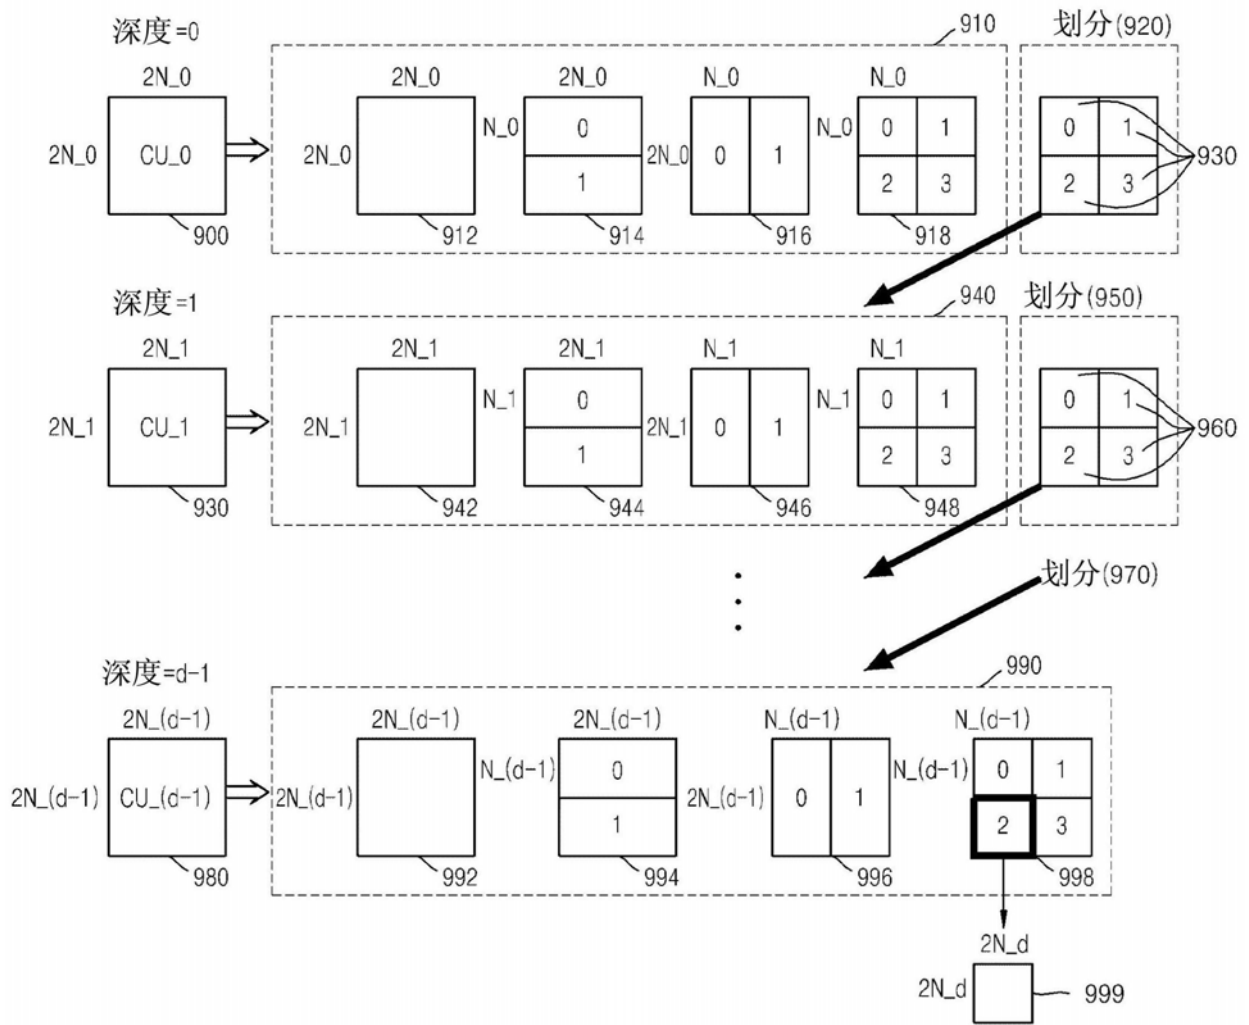 深度=0
910
划分(920)
2N_0
2N_0
2N_0
N_0
N_0
2N_0
CU_0
2N_0
N_0
0
1
2N_0
0
1
N_0
0
1
2
3
0
1
2
3
930
900
912
914
916
918
深度=1
940
划分(950)
2N_1
2N_1
2N_1
N_1
N_1
2N_1
CU_1
2N_1
N_1
0
1
2N_1
0
1
N_1
0
1
2
3
0
1
2
3
960
930
942
944
946
948
划分(970)
深度=d-1
990
2N_(d-1)
2N_(d-1)
2N_(d-1)
N_(d-1)
N_(d-1)
2N_(d-1)
CU_(d-1)
2N_(d-1)
N_(d-1)
0
1
2N_(d-1)
0
1
N_(d-1)
0
1
2
3
980
992
994
996
998
2N_d
2N_d
999